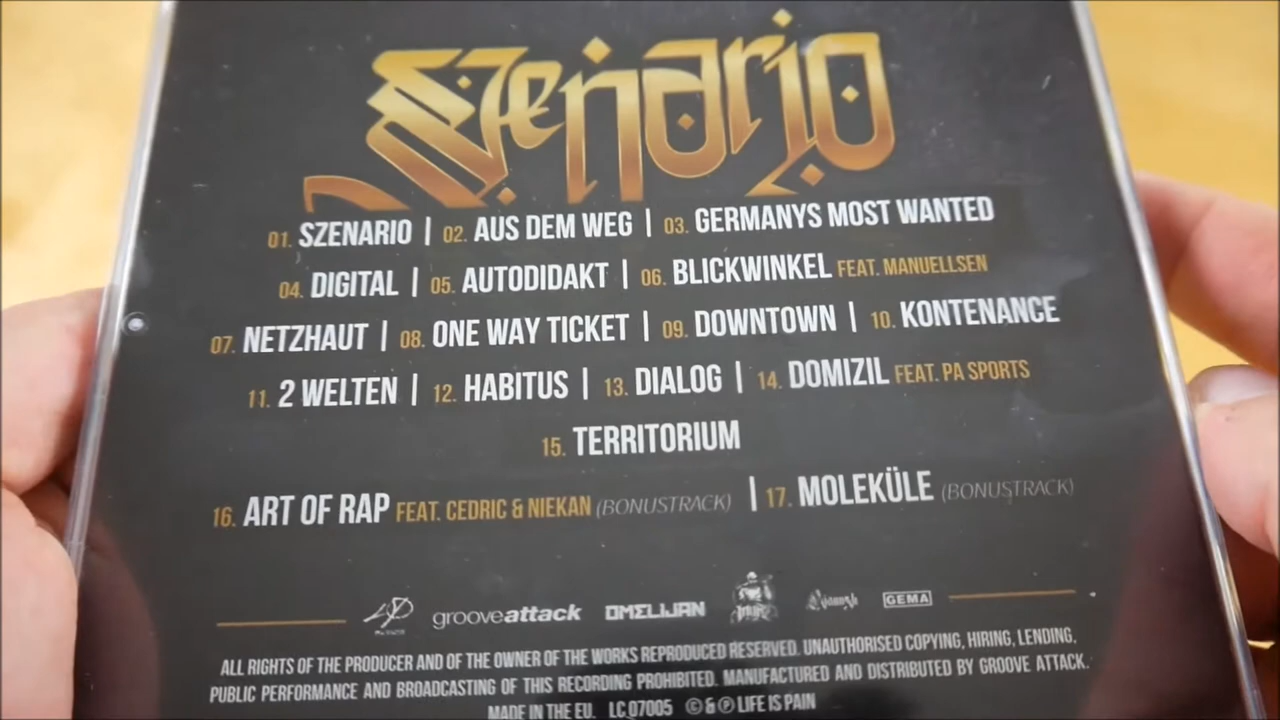 Szenario
01. SZENARIO | 02. AUS DEM WEG | 03. GERMANYS MOST WANTED
04. DIGITAL | 05. AUTODIDAKT | 06. BLICKWINKEL FEAT. MANUELLSEN
07. NETZHAUT | 08. ONE WAY TICKET | 09. DOWNTOWN | 10. KONTENANCE
11. 2 WELTEN | 12. HABITUS | 13. DIALOG | 14. DOMIZIL FEAT. PA SPORTS
15. TERRITORIUM
16. ART OF RAP FEAT. CEDRIC & NIEKAN (BONUSTRACK) | 17. MOLEKÜLE (BONUSTRACK)
grooveattack OMELIJAN GEMA
ALL RIGHTS OF THE PRODUCER AND OF THE OWNER OF THE WORKS REPRODUCED RESERVED. UNAUTHORISED COPYING, HIRING, LENDING,
PUBLIC PERFORMANCE AND BROADCASTING OF THIS RECORDING PROHIBITED. MANUFACTURED AND DISTRIBUTED BY GROOVE ATTACK.
MADE IN THE EU. LC 07005 © & ℗ LIFE IS PAIN